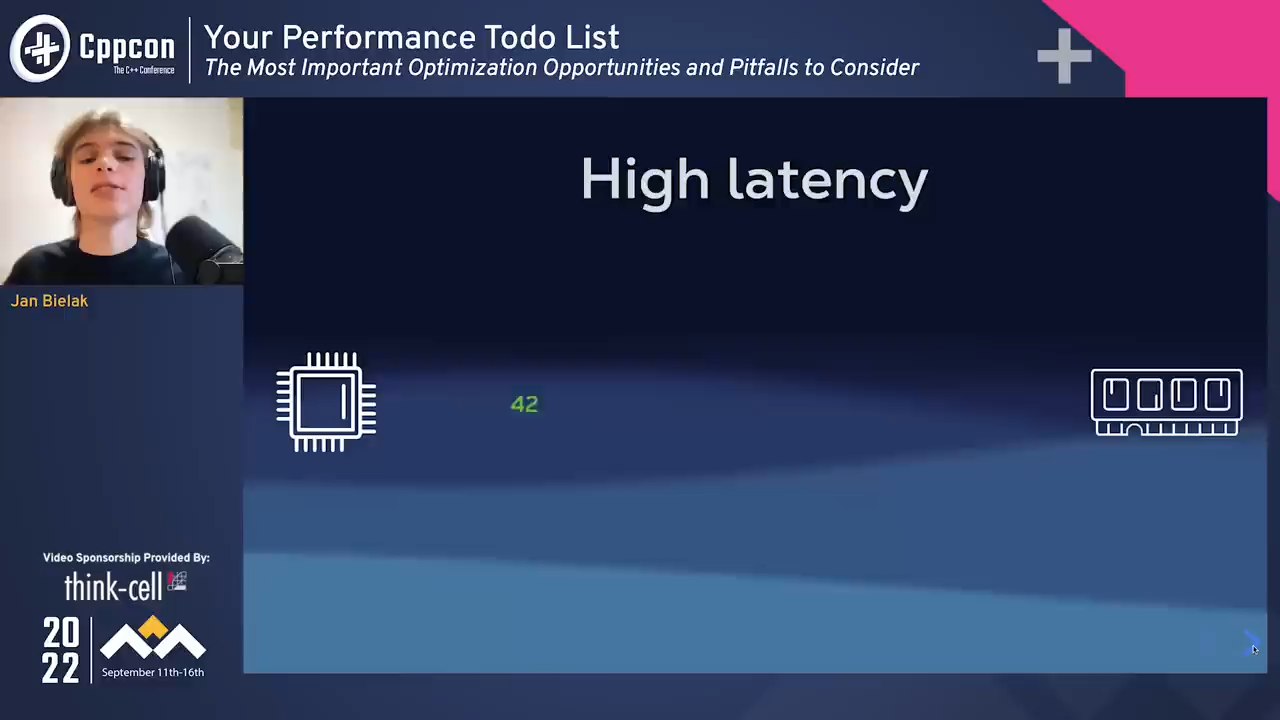 Cppcon
The C++ Conference
Your Performance Todo List
The Most Important Optimization Opportunities and Pitfalls to Consider
High latency
Jan Bielak
42
Video Sponsorship Provided By:
think-cell
20
22
September 11th-16th